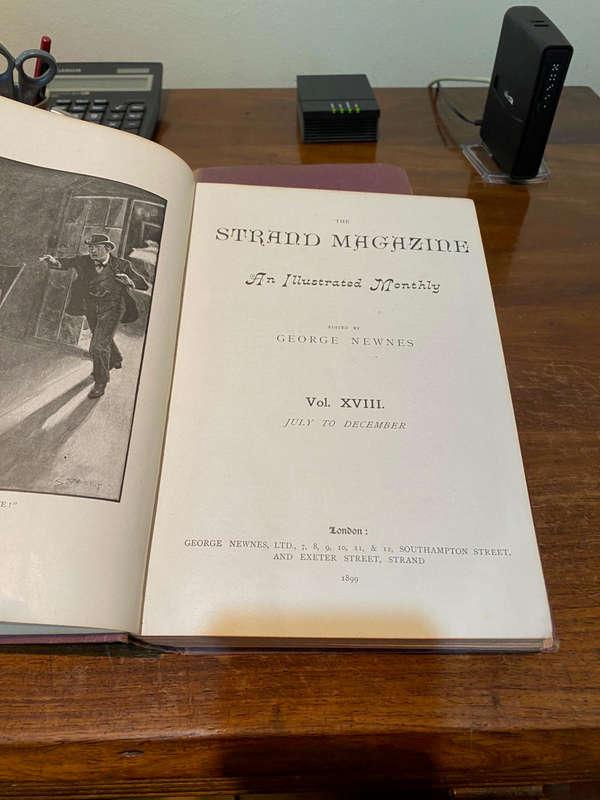 THE
STRAND MAGAZINE
An Illustrated Monthly
EDITED BY
GEORGE NEWNES
Vol. XVIII.
JULY TO DECEMBER
London:
GEORGE NEWNES, LTD., 7, 8, 9, 10, 11, & 12, SOUTHAMPTON STREET,
AND EXETER STREET, STRAND
1899